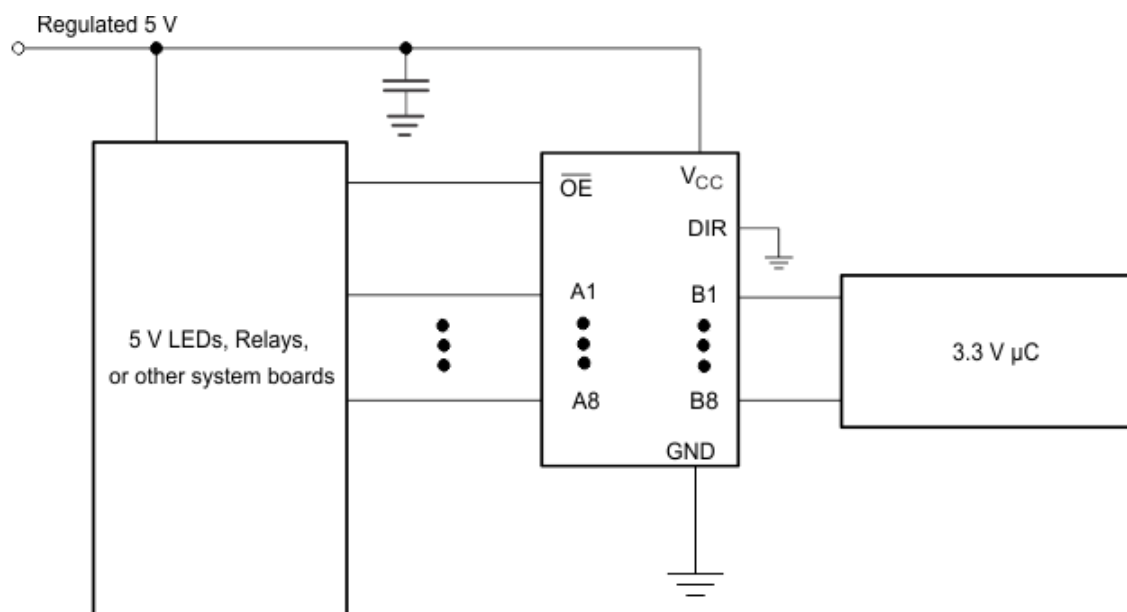 Regulated 5 V
OE
VCC
DIR
A1
B1
5 V LEDs, Relays,
or other system boards
3.3 V µC
A8
B8
GND